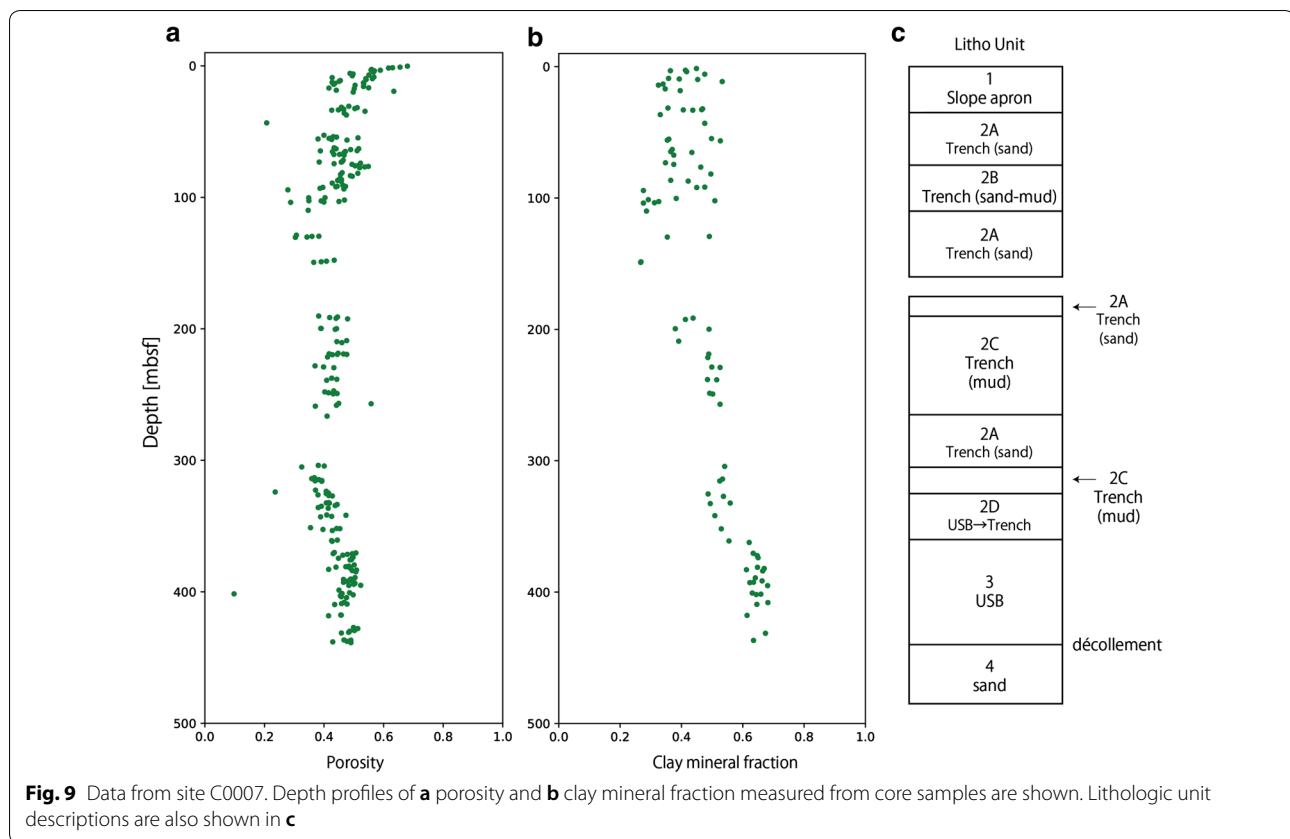 a
b
c
Litho Unit
0
100
200
300
400
500
Depth [mbsf]
0.0 0.2 0.4 0.6 0.8 1.0
Porosity
0
100
200
300
400
500
0.0 0.2 0.4 0.6 0.8 1.0
Clay mineral fraction
1
Slope apron
2A
Trench (sand)
2B
Trench (sand-mud)
2A
Trench (sand)
← 2A
Trench
(sand)
2C
Trench
(mud)
2A
Trench (sand)
← 2C
Trench
(mud)
2D
USB→Trench
3
USB
décollement
4
sand
Fig. 9 Data from site C0007. Depth profiles of a porosity and b clay mineral fraction measured from core samples are shown. Lithologic unit
descriptions are also shown in c